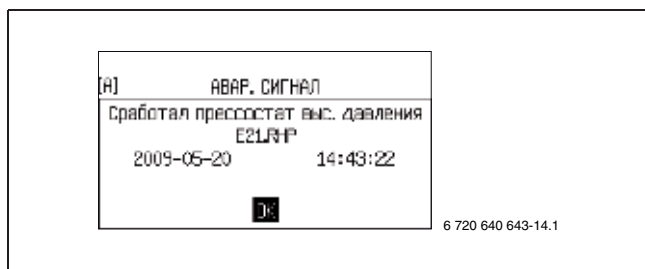 [A] АВАР. СИГНАЛ
Сработал прессостат выс. давления
E21.RHP
2009-05-20 14:43:22
OK
6 720 640 643-14.1